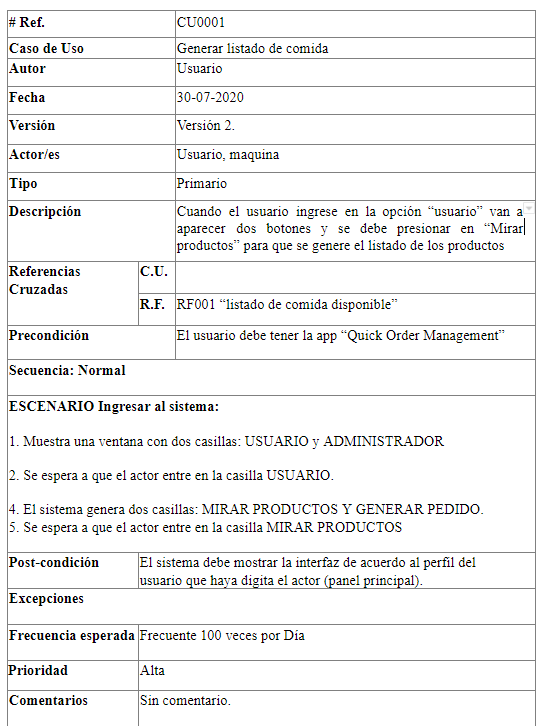 # Ref. CU0001
Caso de Uso Generar listado de comida
Autor Usuario
Fecha 30-07-2020
Versión Versión 2.
Actor/es Usuario, maquina
Tipo Primario
Descripción Cuando el usuario ingrese en la opción “usuario” van a
aparecer dos botones y se debe presionar en “Mirar
productos” para que se genere el listado de los productos
Referencias C.U.
Cruzadas
R.F. RF001 “listado de comida disponible”
Precondición El usuario debe tener la app “Quick Order Management”
Secuencia: Normal
ESCENARIO Ingresar al sistema:
1. Muestra una ventana con dos casillas: USUARIO y ADMINISTRADOR
2. Se espera a que el actor entre en la casilla USUARIO.
4. El sistema genera dos casillas: MIRAR PRODUCTOS Y GENERAR PEDIDO.
5. Se espera a que el actor entre en la casilla MIRAR PRODUCTOS
Post-condición El sistema debe mostrar la interfaz de acuerdo al perfil del
usuario que haya digita el actor (panel principal).
Excepciones
Frecuencia esperada Frecuente 100 veces por Día
Prioridad Alta
Comentarios Sin comentario.